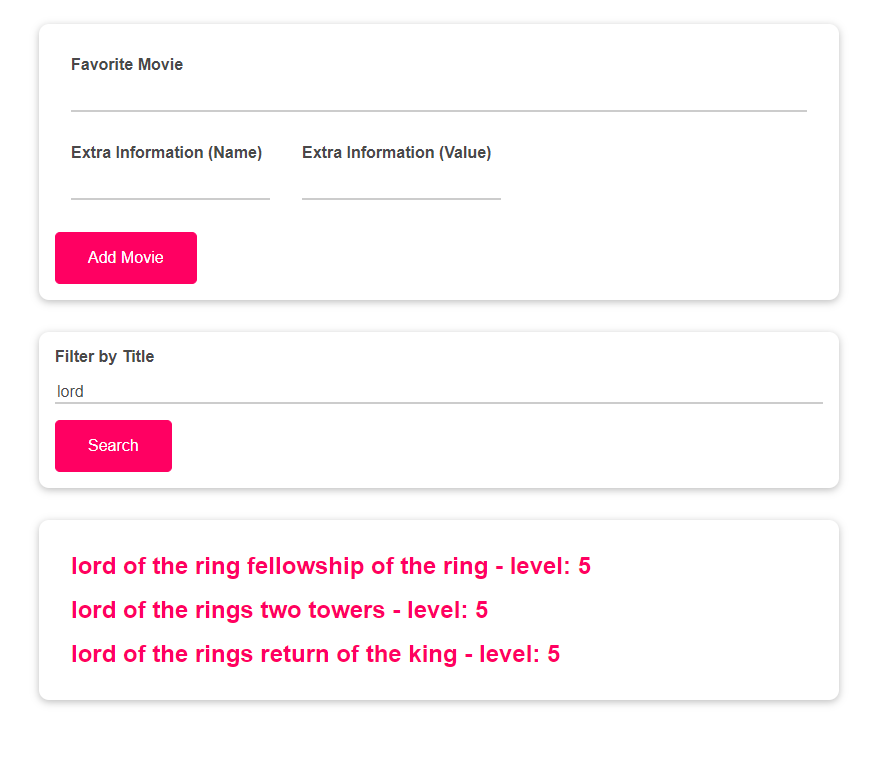 Favorite Movie
Extra Information (Name) Extra Information (Value)
Add Movie
Filter by Title
lord
Search
lord of the ring fellowship of the ring - level: 5
lord of the rings two towers - level: 5
lord of the rings return of the king - level: 5